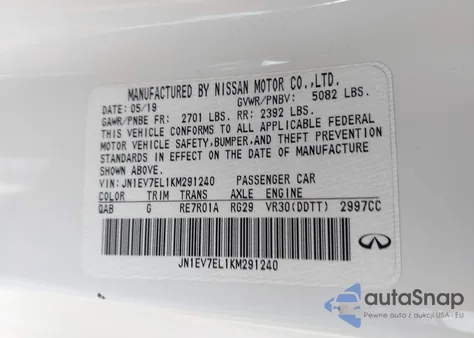 MANUFACTURED BY NISSAN MOTOR CO.,LTD.
DATE: 05/19 GVWR/PNBV: 5082 LBS.
GAWR/PNBE FR: 2701 LBS. RR: 2392 LBS.
THIS VEHICLE CONFORMS TO ALL APPLICABLE FEDERAL
MOTOR VEHICLE SAFETY,BUMPER,AND THEFT PREVENTION
STANDARDS IN EFFECT ON THE DATE OF MANUFACTURE
SHOWN ABOVE.
VIN: JN1EV7EL1KM291240 PASSENGER CAR
COLOR TRIM TRANS AXLE ENGINE
QAB G RE7R01A RG29 VR30(DDTT) 2997CC
JN1EV7EL1KM291240
autoSnap
Pewne auta z aukcji USA - EU